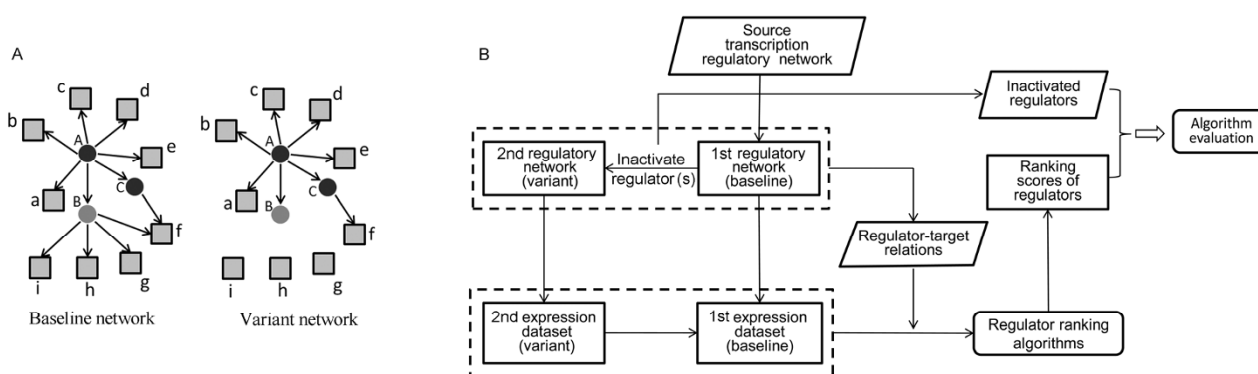 A
c
d
b
A
e
C
a
B
f
i
h
g
Baseline network
c
d
b
A
e
C
a
B
f
i
h
g
Variant network
B
Source
transcription
regulatory network
Inactivated
regulators
Algorithm
evaluation
2nd regulatory
network
(variant)
Inactivate
regulator(s)
1st regulatory
network
(baseline)
Ranking
scores of
regulators
Regulator-target
relations
2nd expression
dataset
(variant)
1st expression
dataset
(baseline)
Regulator ranking
algorithms